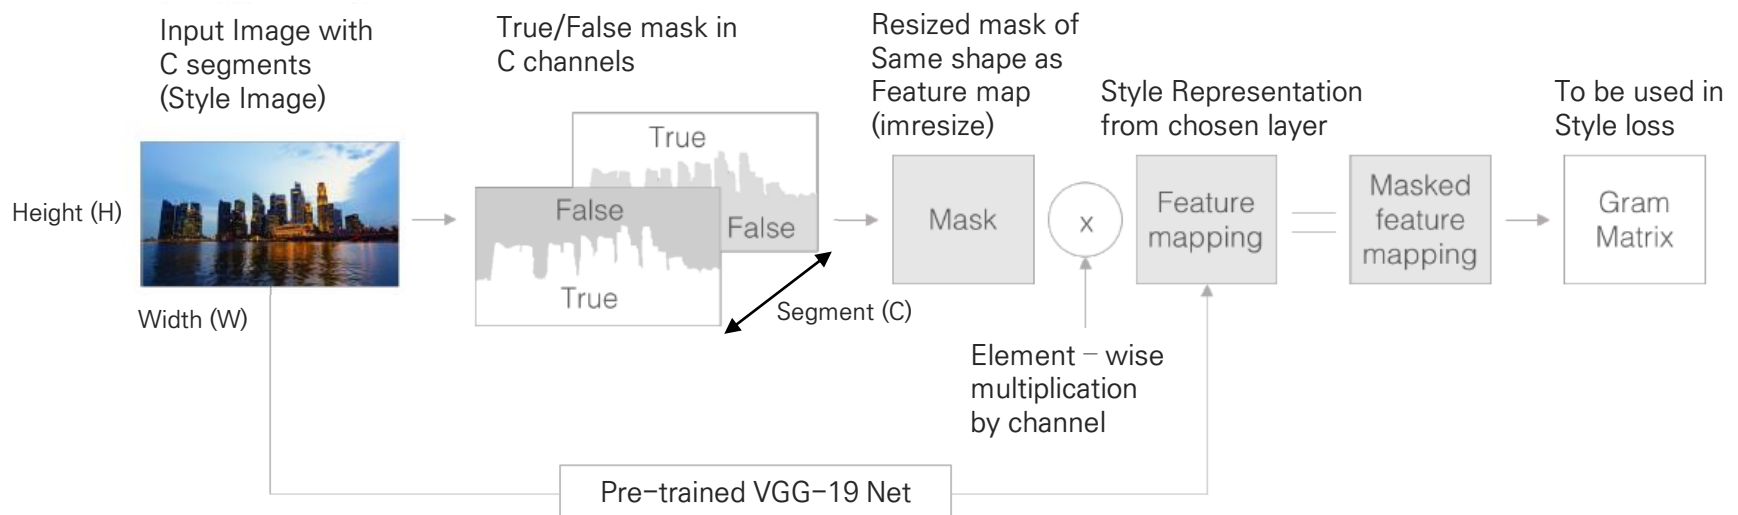 Input Image with
C segments
(Style Image)
True/False mask in
C channels
Resized mask of
Same shape as
Feature map
(imresize)
Style Representation
from chosen layer
To be used in
Style loss
Height (H)
Width (W)
True
False
False
True
Segment (C)
Mask
x
Feature
mapping
Masked
feature
mapping
Gram
Matrix
Element – wise
multiplication
by channel
Pre-trained VGG-19 Net